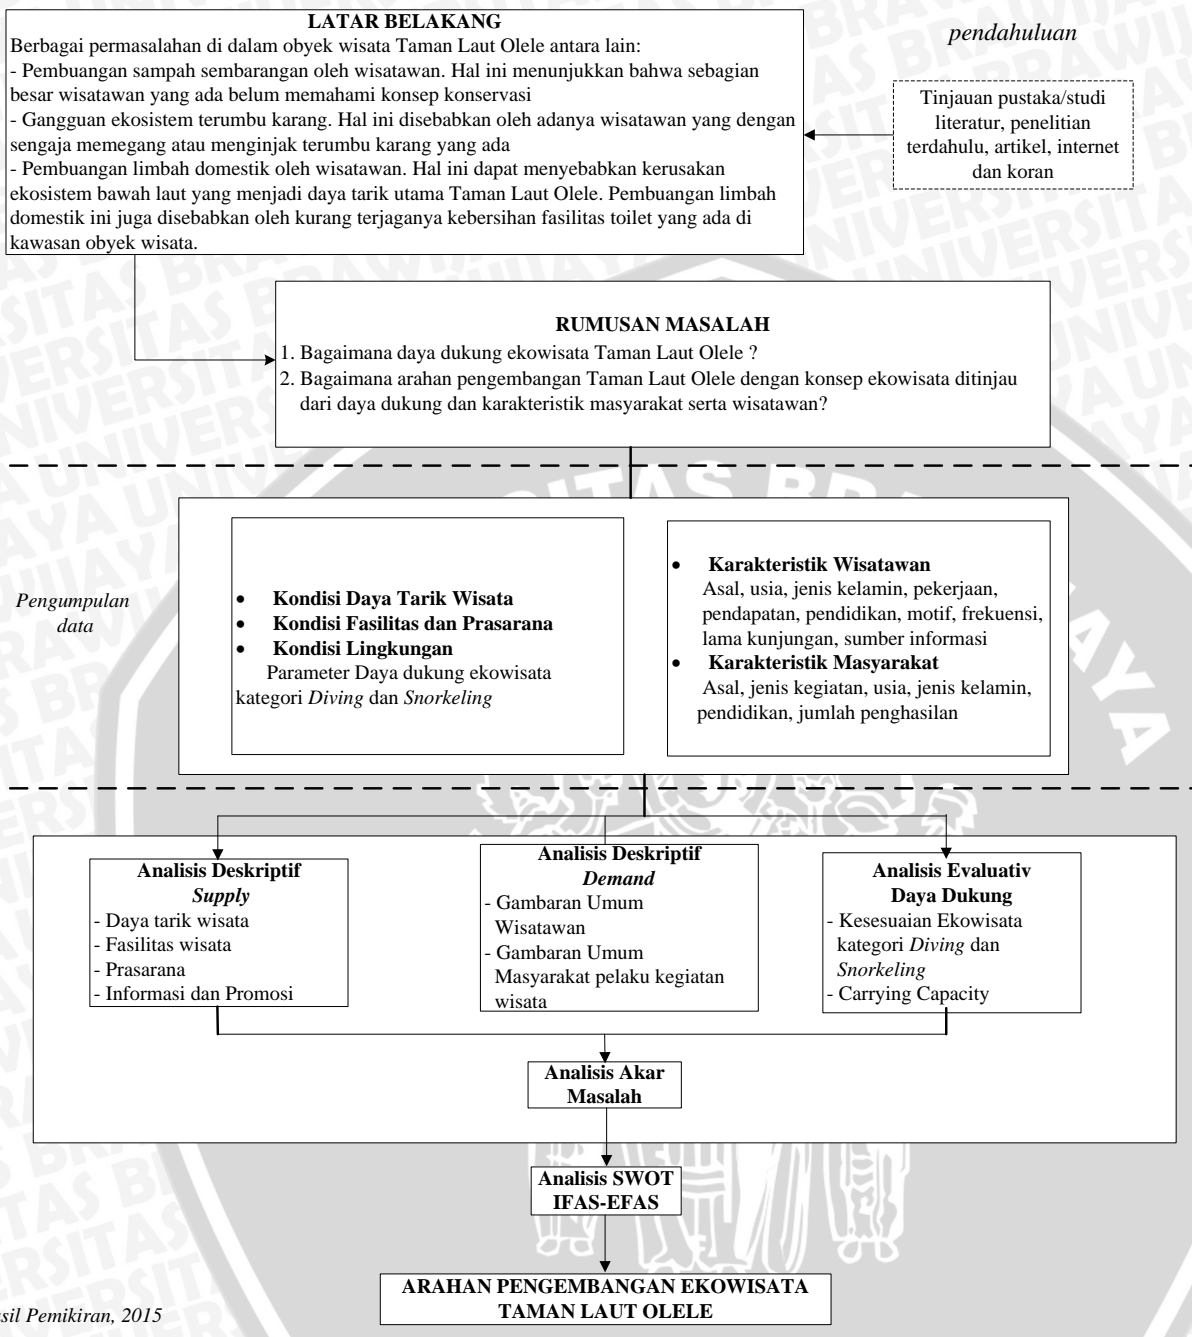 LATAR BELAKANG
Berbagai permasalahan di dalam obyek wisata Taman Laut Olele antara lain:
- Pembuangan sampah sembarangan oleh wisatawan. Hal ini menunjukkan bahwa sebagian
besar wisatawan yang ada belum memahami konsep konservasi
- Gangguan ekosistem terumbu karang. Hal ini disebabkan oleh adanya wisatawan yang dengan
sengaja memegang atau menginjak terumbu karang yang ada
- Pembuangan limbah domestik oleh wisatawan. Hal ini dapat menyebabkan kerusakan
ekosistem bawah laut yang menjadi daya tarik utama Taman Laut Olele. Pembuangan limbah
domestik ini juga disebabkan oleh kurang terjaganya kebersihan fasilitas toilet yang ada di
kawasan obyek wisata.
pendahuluan
Tinjauan pustaka/studi
literatur, penelitian
terdahulu, artikel, internet
dan koran
RUMUSAN MASALAH
1. Bagaimana daya dukung ekowisata Taman Laut Olele ?
2. Bagaimana arahan pengembangan Taman Laut Olele dengan konsep ekowisata ditinjau
dari daya dukung dan karakteristik masyarakat serta wisatawan?
Pengumpulan
data
• Kondisi Daya Tarik Wisata
• Kondisi Fasilitas dan Prasarana
• Kondisi Lingkungan
Parameter Daya dukung ekowisata
kategori Diving dan Snorkeling
• Karakteristik Wisatawan
Asal, usia, jenis kelamin, pekerjaan,
pendapatan, pendidikan, motif, frekuensi,
lama kunjungan, sumber informasi
• Karakteristik Masyarakat
Asal, jenis kegiatan, usia, jenis kelamin,
pendidikan, jumlah penghasilan
Analisis Deskriptif
Supply
- Daya tarik wisata
- Fasilitas wisata
- Prasarana
- Informasi dan Promosi
Analisis Deskriptif
Demand
- Gambaran Umum
Wisatawan
- Gambaran Umum
Masyarakat pelaku kegiatan
wisata
Analisis Evaluativ
Daya Dukung
- Kesesuaian Ekowisata
kategori Diving dan
Snorkeling
- Carrying Capacity
Analisis Akar
Masalah
Analisis SWOT
IFAS-EFAS
ARAHAN PENGEMBANGAN EKOWISATA
TAMAN LAUT OLELE
Pemikiran, 2015